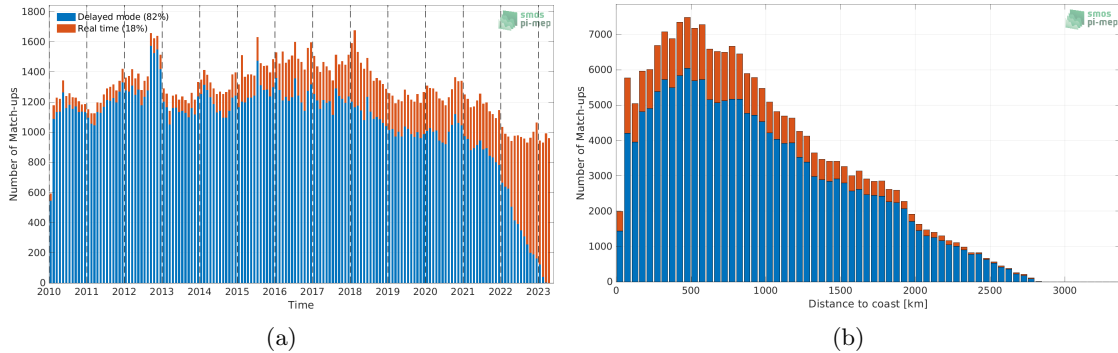 Delayed mode (82%)
Real time (18%)
smos
pi-mep
Number of Match-ups
1800
1600
1400
1200
1000
800
600
400
200
0
2010 2011 2012 2013 2014 2015 2016 2017 2018 2019 2020 2021 2022 2023
Time
(a)
smos
pi-mep
Number of Match-ups
7000
6000
5000
4000
3000
2000
1000
0
0 500 1000 1500 2000 2500 3000
Distance to coast [km]
(b)